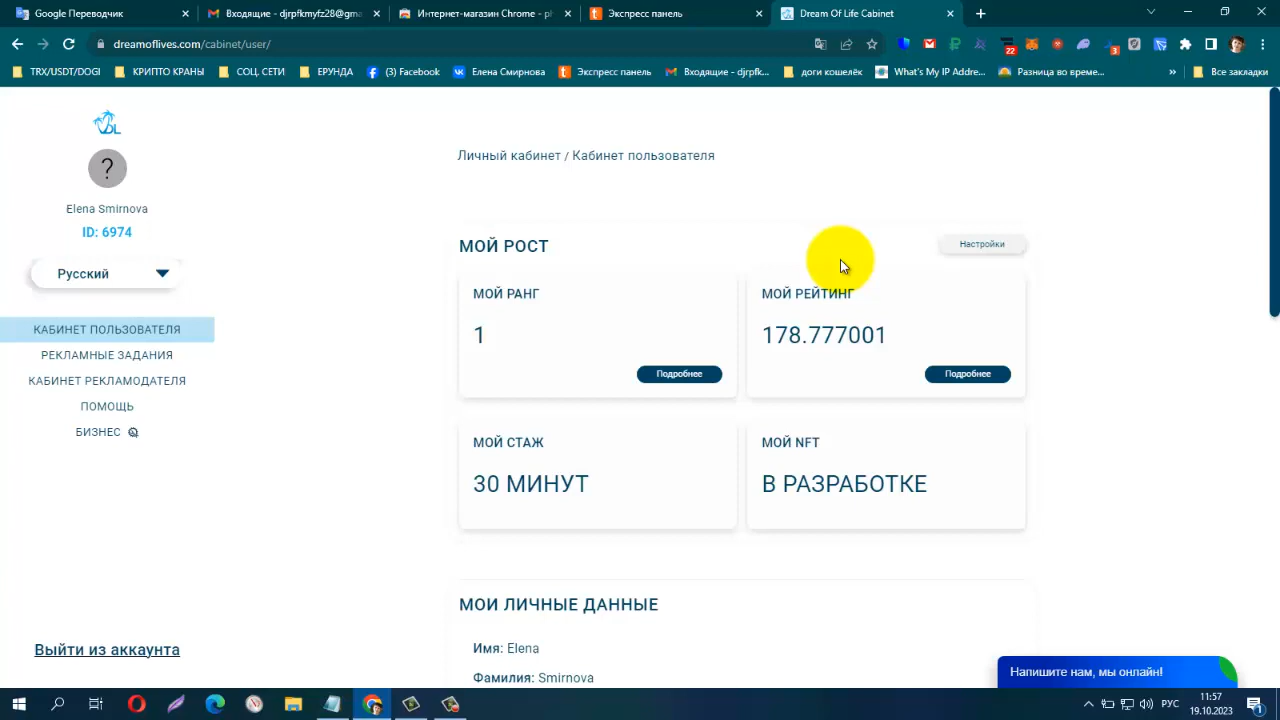 Google Переводчик
Входящие - djrpfkmyfz28@gma
Интернет-магазин Chrome - ph
Экспресс панель
Dream Of Life Cabinet
dreamoflives.com/cabinet/user/
22
3
TRX/USDT/DOGI
КРИПТО КРАНЫ
СОЦ. СЕТИ
ЕРУНДА
(3) Facebook
Елена Смирнова
Экспресс панель
Входящие - djrpfk...
доги кошелёк
What's My IP Addre...
Разница во време...
»
Все закладки
DL
?
Elena Smirnova
ID: 6974
Русский
КАБИНЕТ ПОЛЬЗОВАТЕЛЯ
РЕКЛАМНЫЕ ЗАДАНИЯ
КАБИНЕТ РЕКЛАМОДАТЕЛЯ
ПОМОЩЬ
БИЗНЕС
Выйти из аккаунта
Личный кабинет / Кабинет пользователя
МОЙ РОСТ
Настройки
МОЙ РАНГ
1
Подробнее
МОЙ РЕЙТИНГ
178.777001
Подробнее
МОЙ СТАЖ
30 МИНУТ
МОЙ NFT
В РАЗРАБОТКЕ
МОИ ЛИЧНЫЕ ДАННЫЕ
Имя: Elena
Фамилия: Smirnova
Напишите нам, мы онлайн!
РУС
11:57
19.10.2023